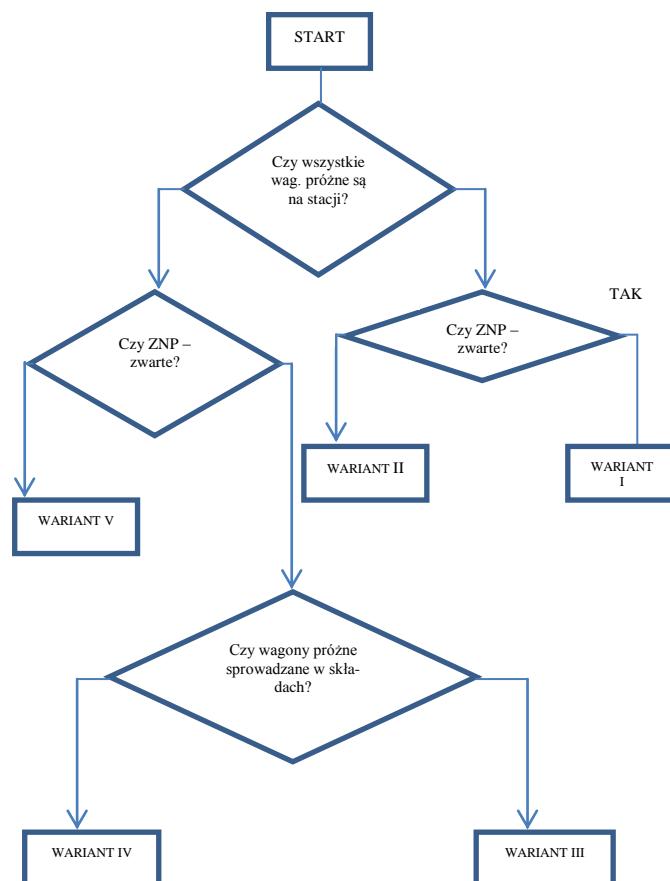 START
Czy wszystkie
wag. próżne są
na stacji?
TAK
Czy ZNP –
zwarte?
Czy ZNP –
zwarte?
WARIANT II
WARIANT
I
WARIANT V
Czy wagony próżne
sprowadzane w skła-
dach?
WARIANT IV
WARIANT III